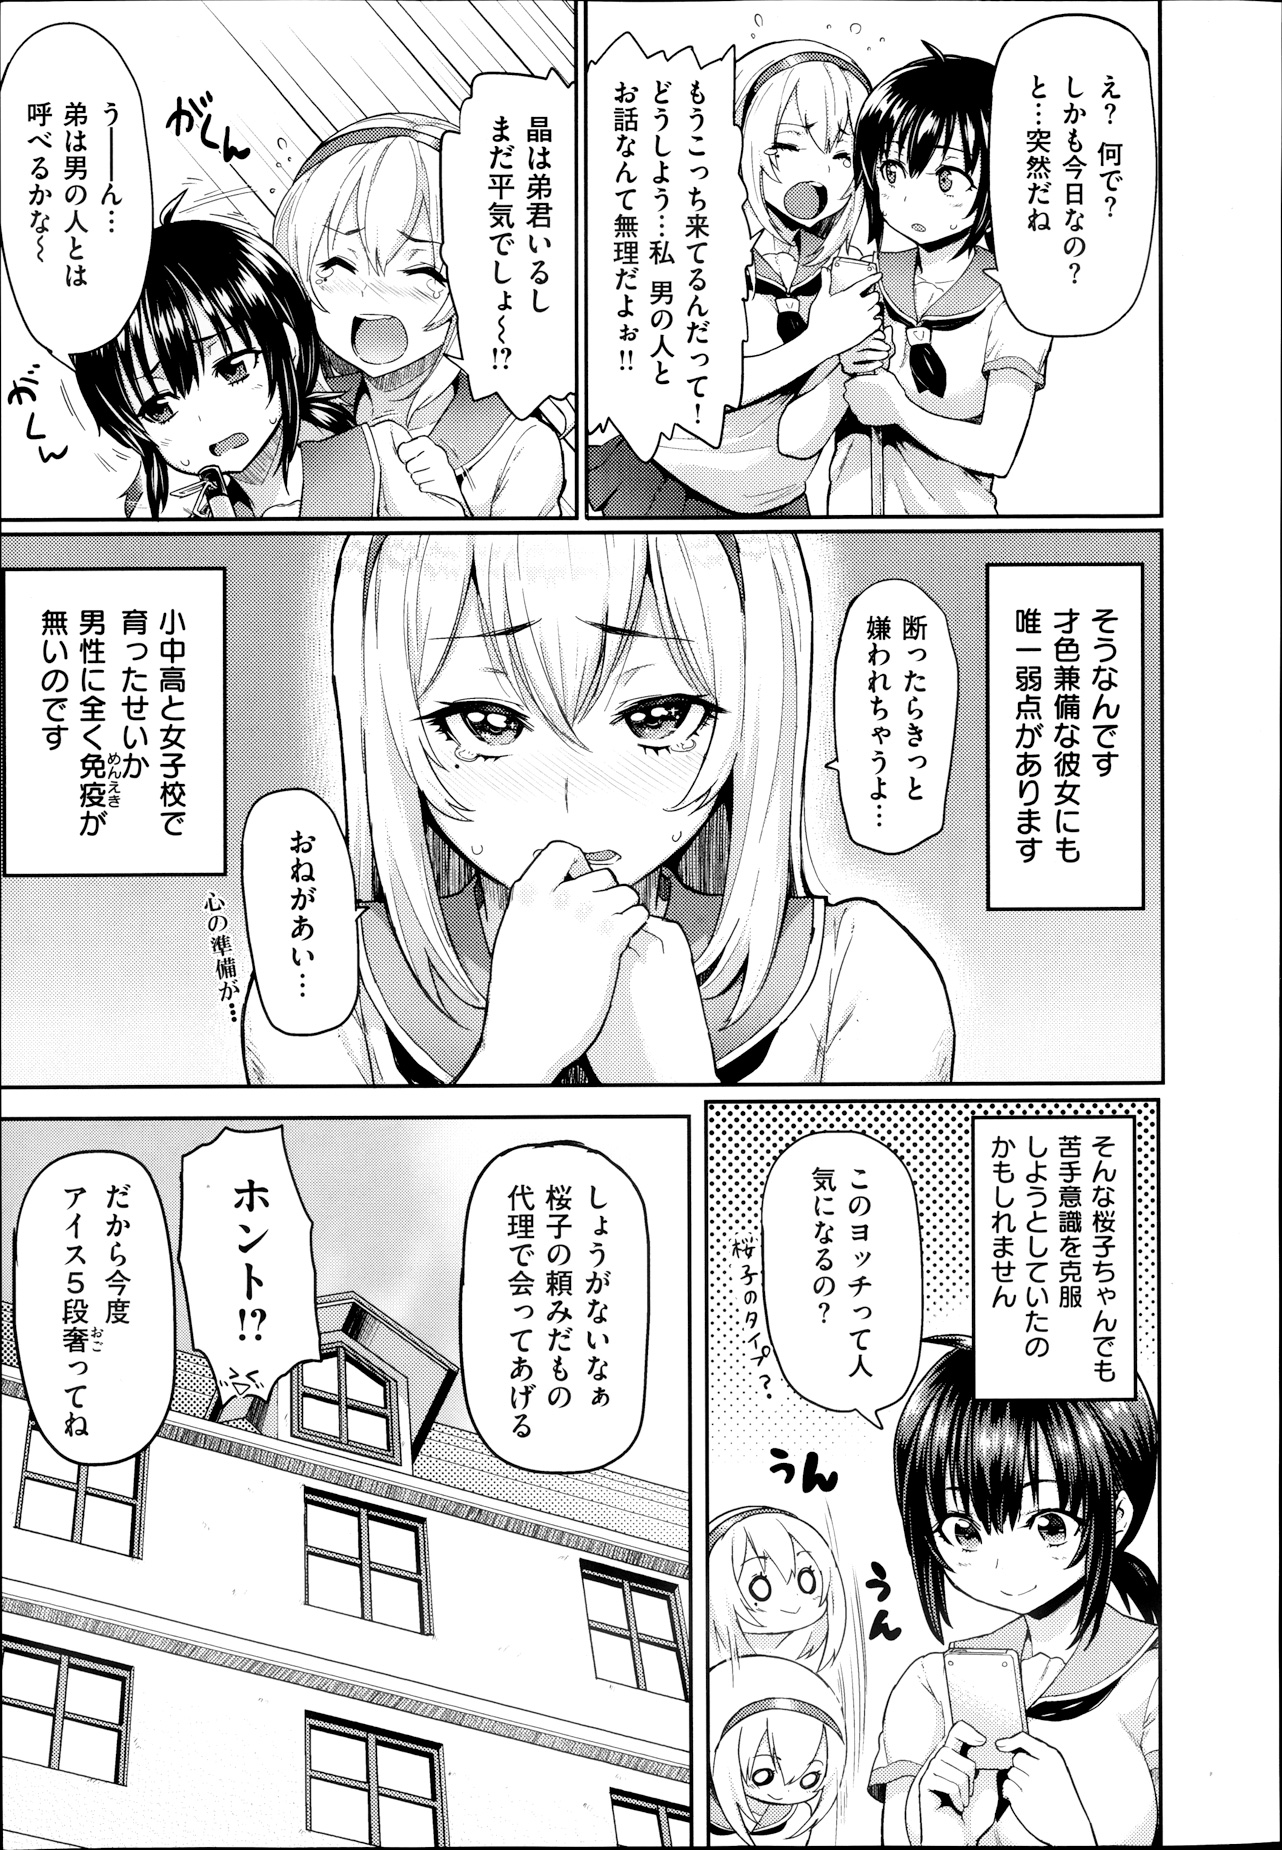 え？何で？
しかも今日なの？
と…突然だね
もうこっち来てるんだって！
どうしよう…私 男の人と
お話なんて無理だよぉ!!
晶は弟君いるし
まだ平気でしょ〜!?
がくん
うーーん…
弟は男の人とは
呼べるかな〜
がくん
そうなんです
才色兼備な彼女にも
唯一弱点があります
断ったらきっと
嫌われちゃうよ…
おねがあい…
心の準備が…
小中高と女子校で
育ったせいか
男性に全く免疫が
めんえき
無いのです
そんな桜子ちゃんでも
苦手意識を克服
しようとしていたの
かもしれません
このヨッチって人
気になるの？
桜子のタイプ？
うん
うん
しょうがないなぁ
桜子の頼みだもの
代理で会ってあげる
ホント!?
だから今度
アイス5段奢ってね
おご